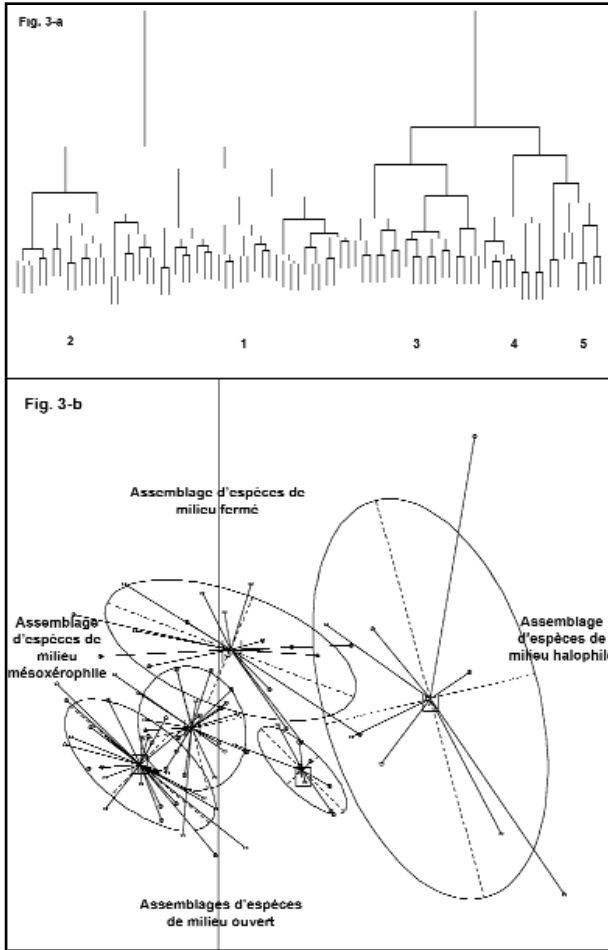 Fig. 3-a
2 1 3 4 5
Fig. 3-b
Assemblage d'espèces de
milieu fermé
Assemblage
d'espèces de
milieu
mésoxérophile
Assemblage
d'espèces de
milieu halophile
Assemblages d'espèces
de milieu ouvert